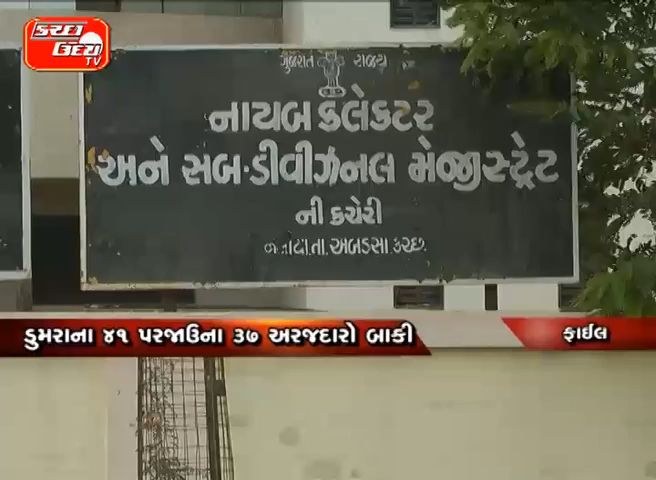 કચ્છ
ઉદય
TV
ગુજરાત રાજ્ય
નાયબ કલેક્ટર
અને સબ-ડીવીઝનલ મેજીસ્ટ્રેટ
ની કચેરી
તા.અબડાસા કચ્છ
ડુમરાના ૪૧ પરજાઉના ૩૭ અરજદારો બાકી
ફાઈલ